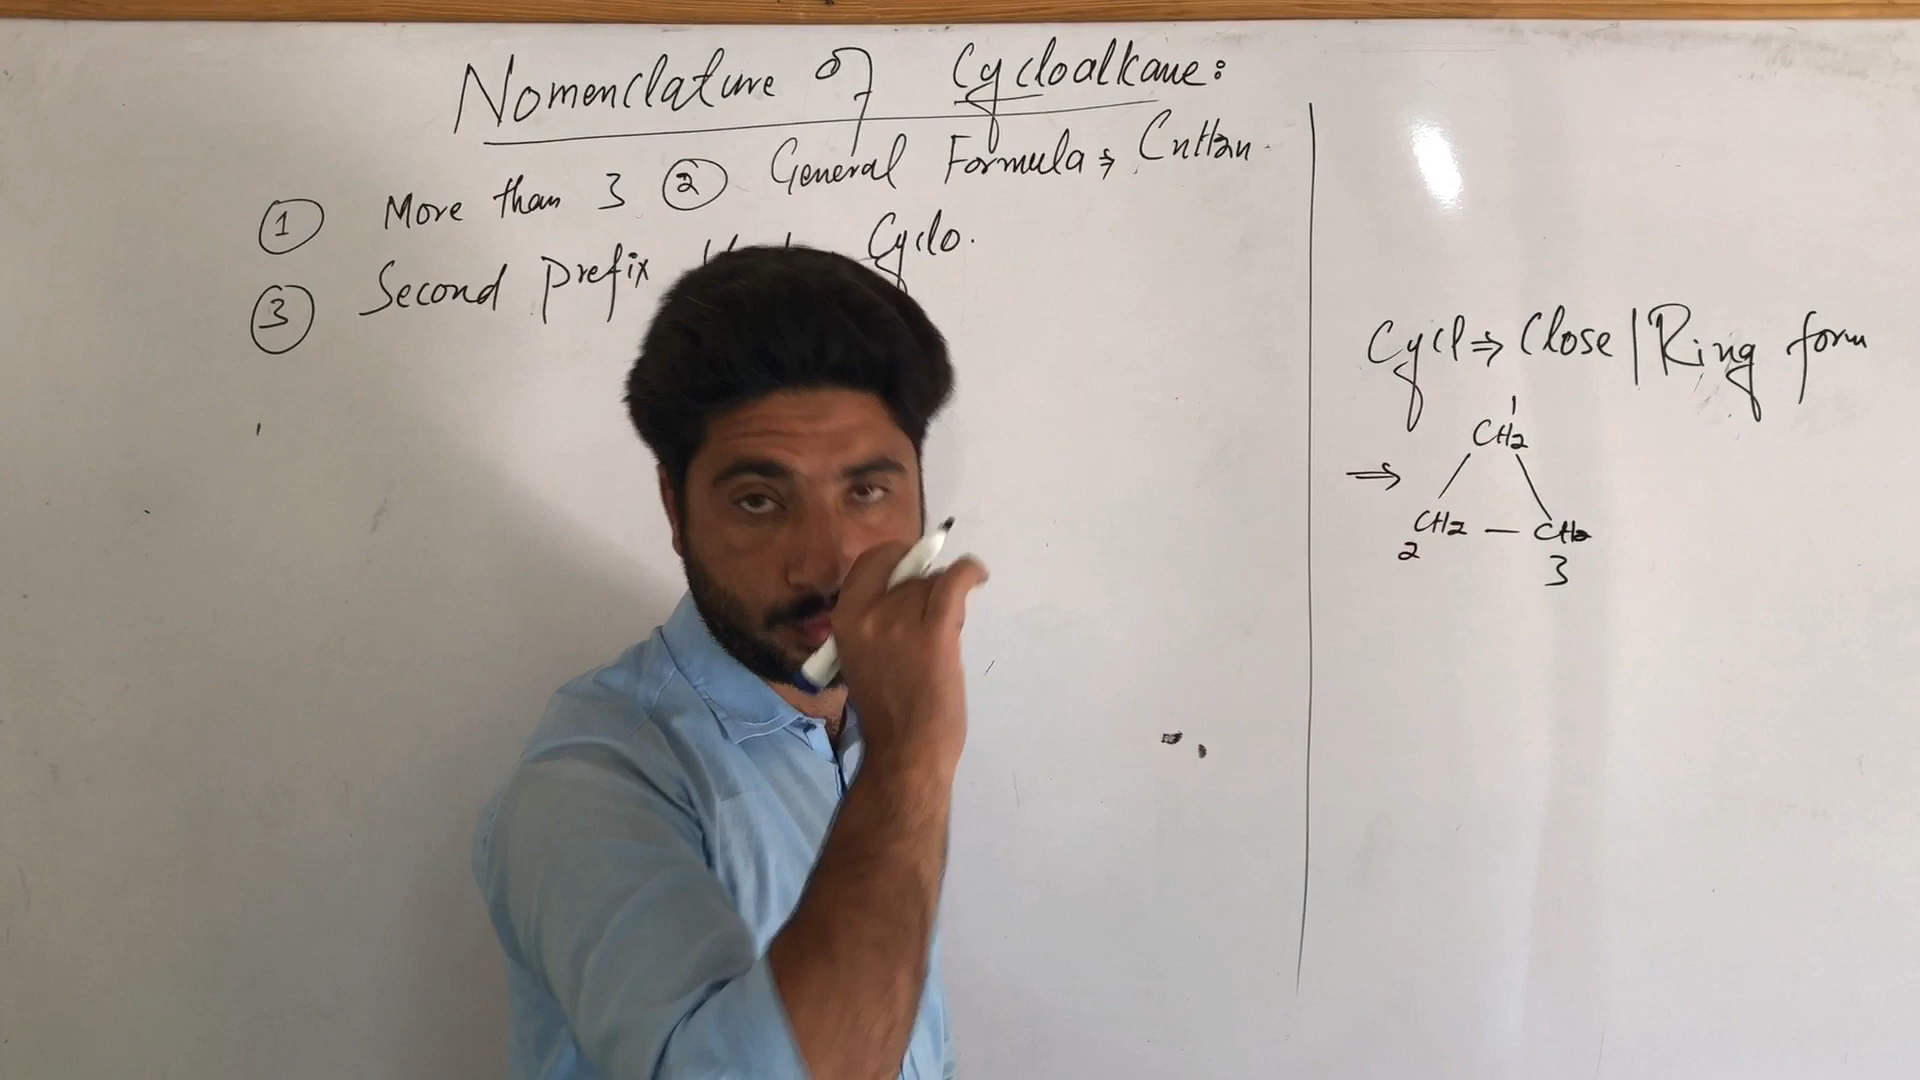 Nomenclature of Cycloalkane:
① More than 3 ② General Formula ⇒ CnH2n.
③ Second prefix Cyclo.
Cycl ⇒ Close | Ring form
1
⇒ CH2
CH2 — CH2
2 3